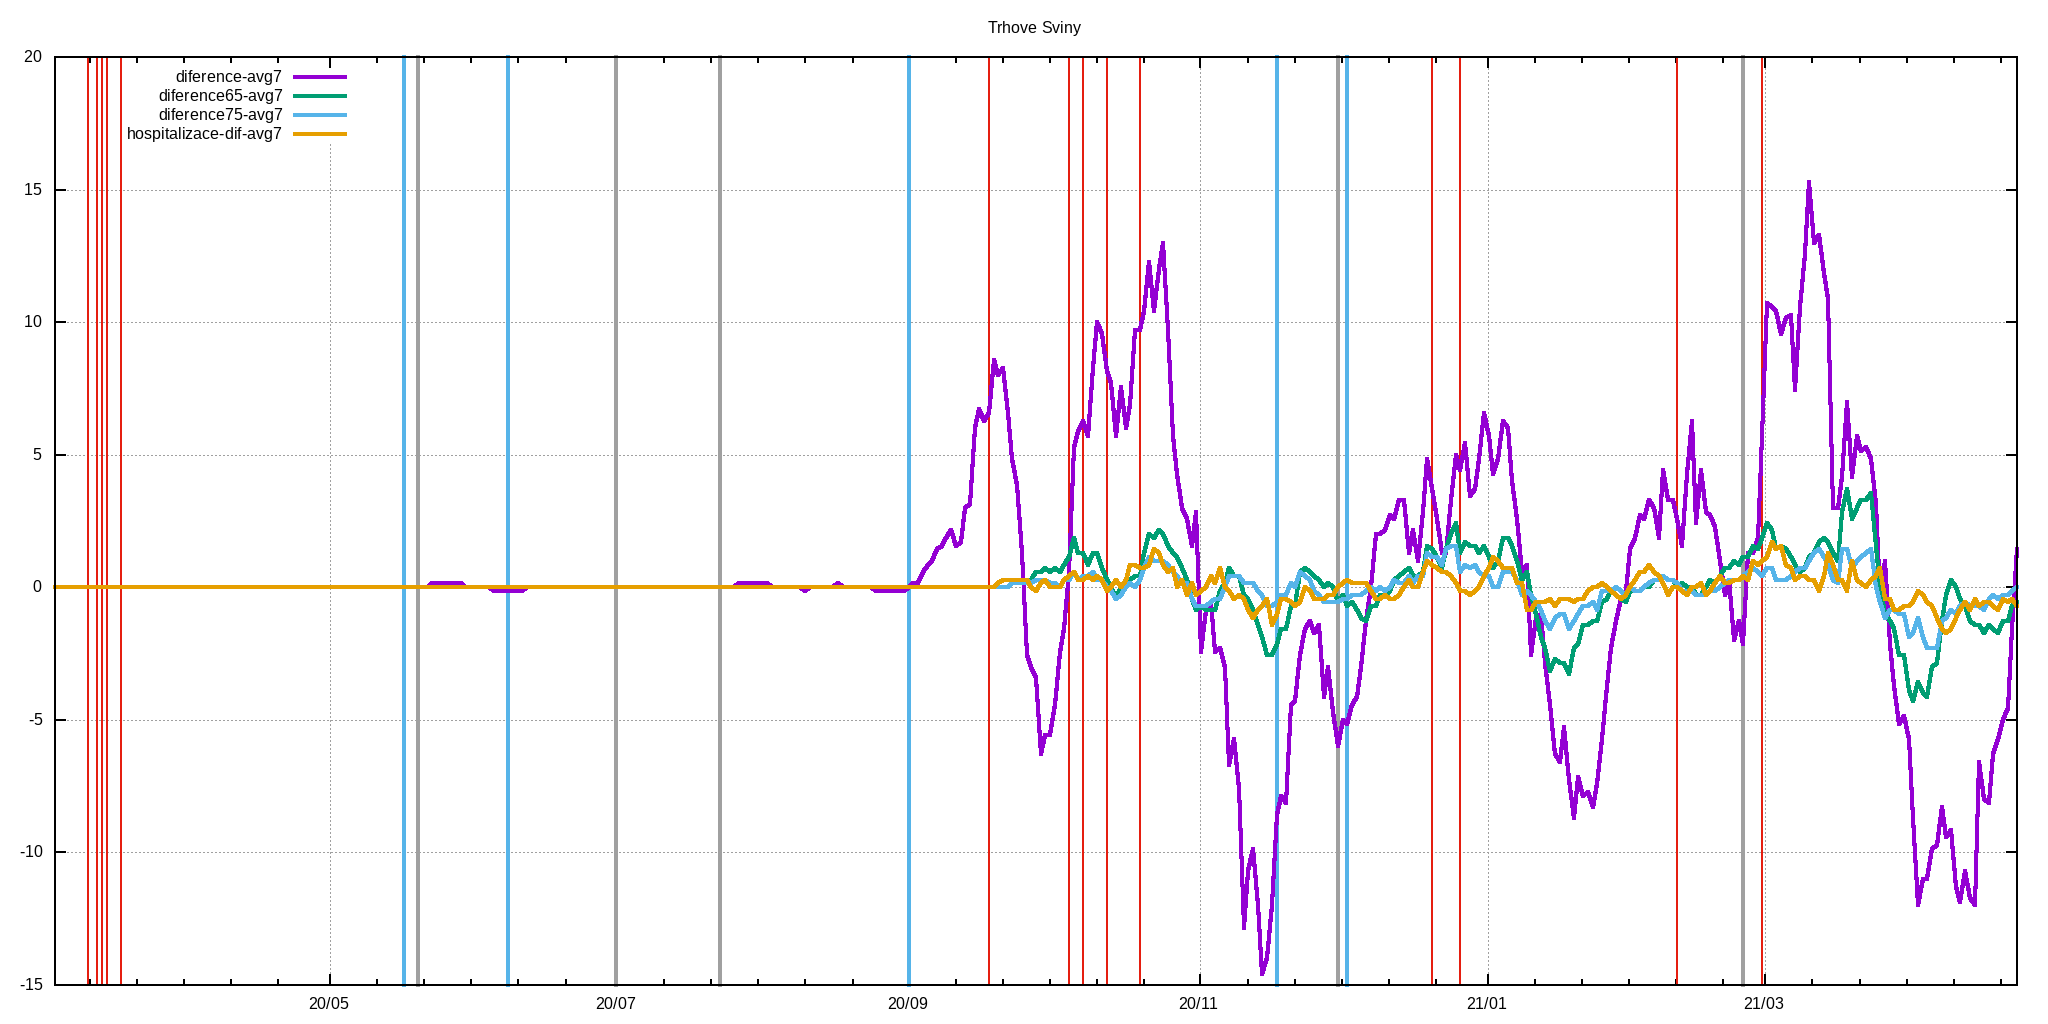 Trhove Sviny
20
15
10
5
0
-5
-10
-15
diference-avg7
diference65-avg7
diference75-avg7
hospitalizace-dif-avg7
20/05 20/07 20/09 20/11 21/01 21/03